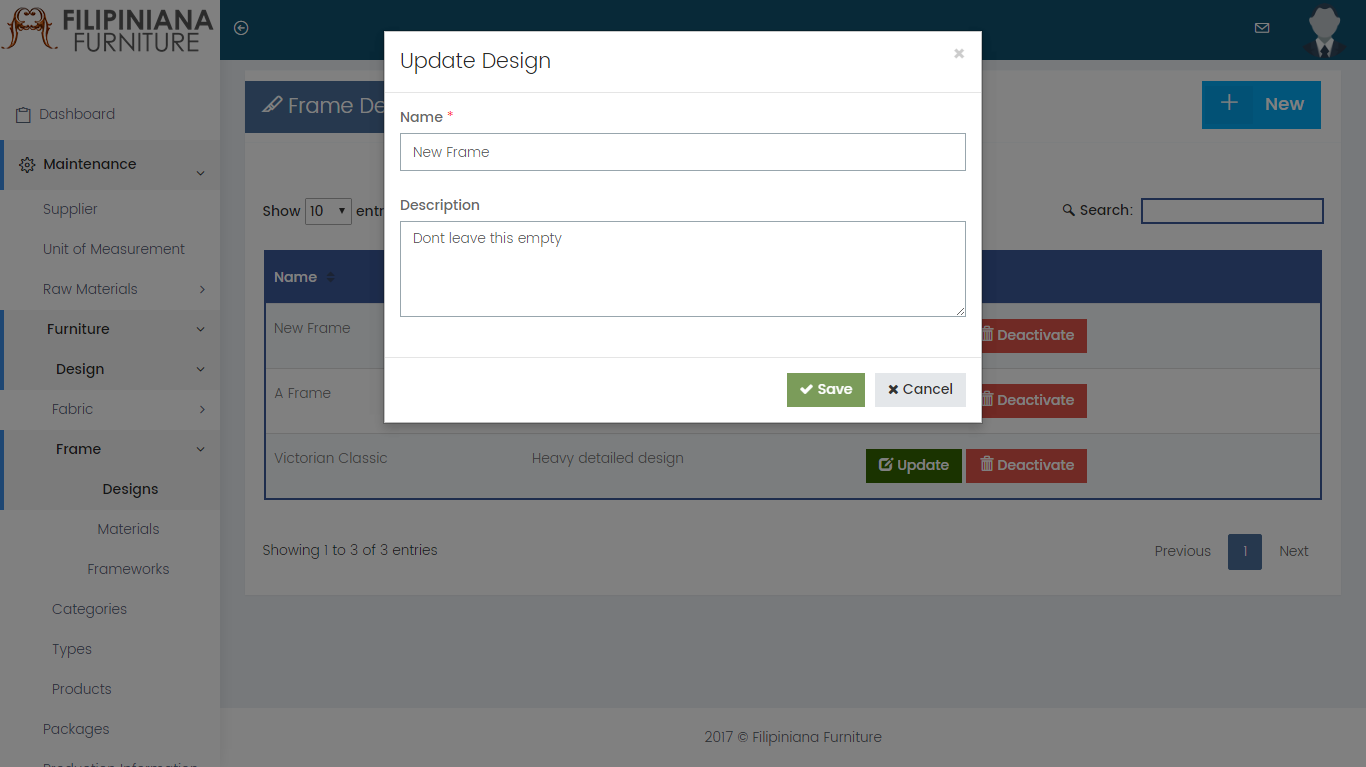 FILIPINIANA
FURNITURE
Dashboard
Maintenance
Supplier
Unit of Measurement
Raw Materials
Furniture
Design
Fabric
Frame
Designs
Materials
Frameworks
Categories
Types
Products
Packages
Production Information
Frame De
New
Show 10 entr
Search:
Name
New Frame
Deactivate
A Frame
Deactivate
Victorian Classic Heavy detailed design Update Deactivate
Showing 1 to 3 of 3 entries
Previous 1 Next
2017 © Filipiniana Furniture
Update Design ×
Name *
New Frame
Description
Dont leave this empty
Save Cancel